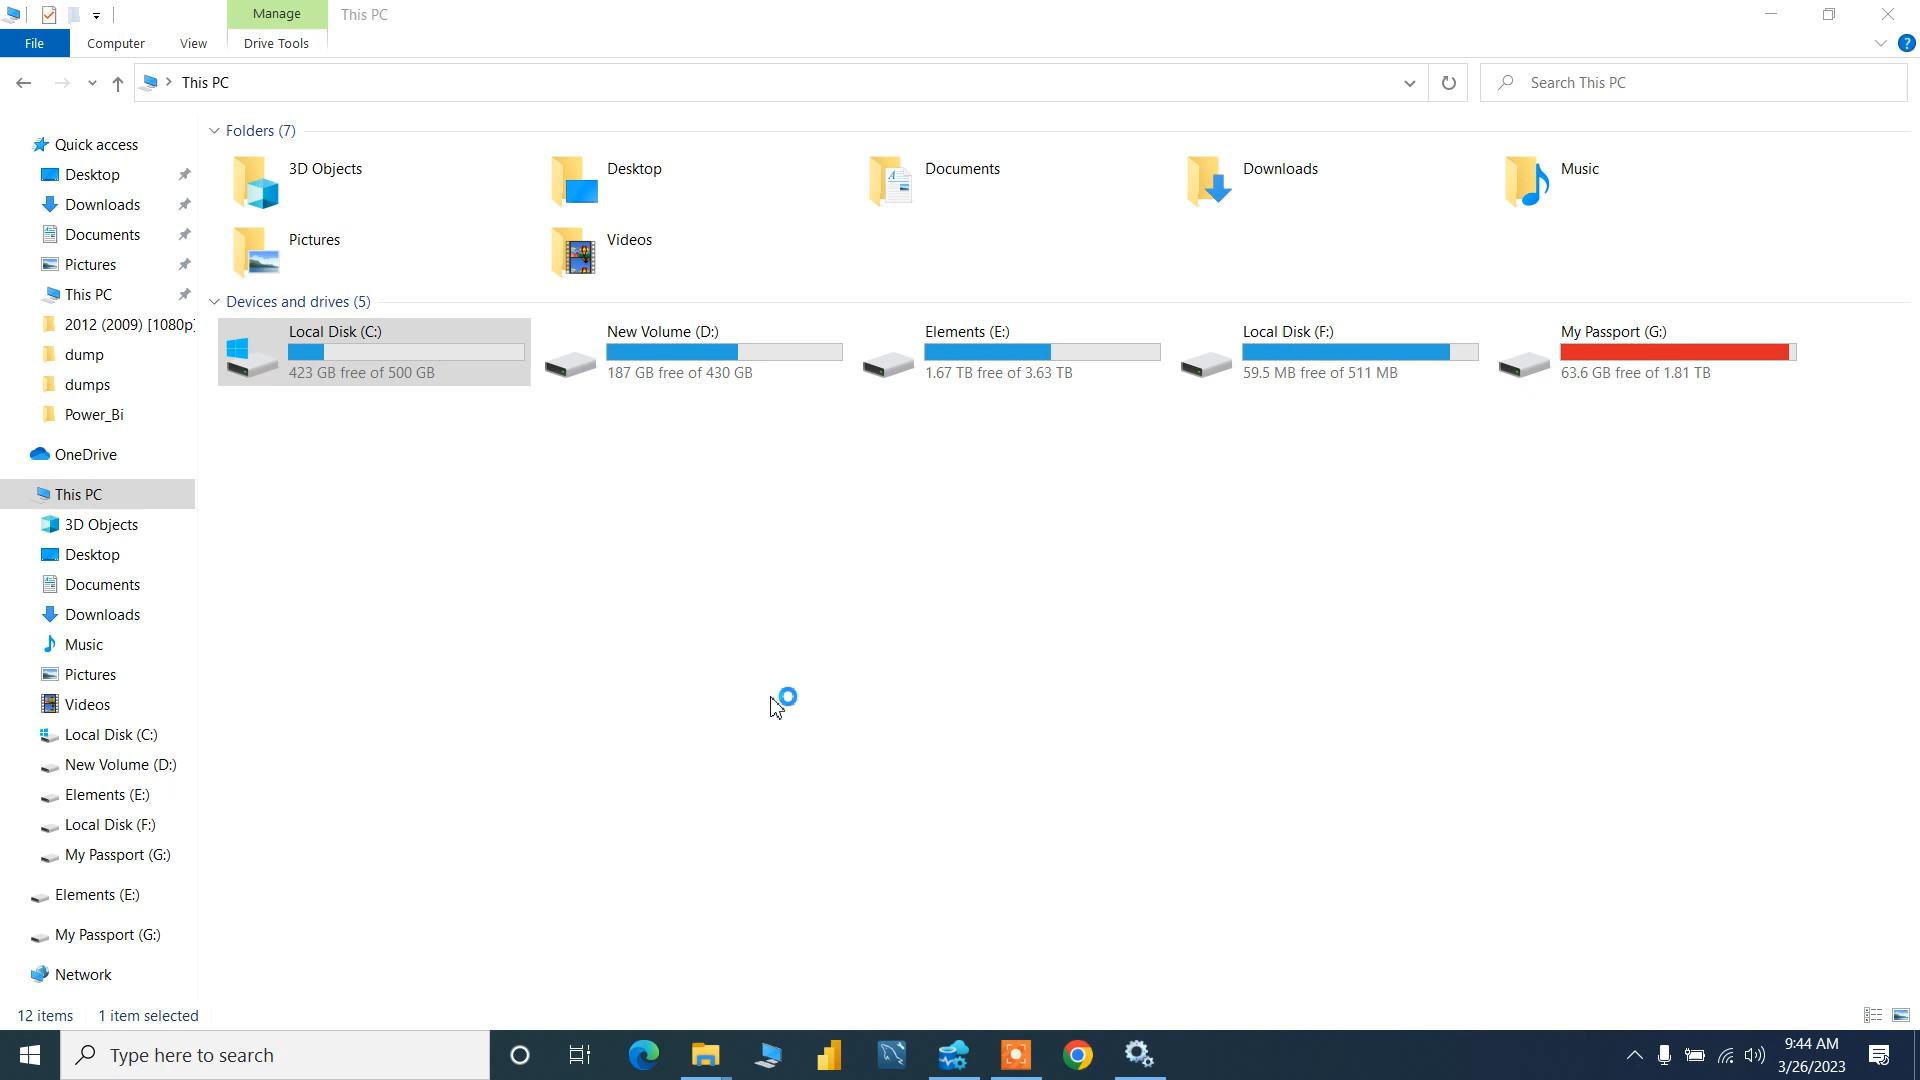 Manage
This PC
File
Computer
View
Drive Tools
This PC
Search This PC
Quick access
Desktop
Downloads
Documents
Pictures
This PC
2012 (2009) [1080p]
dump
dumps
Power_Bi
OneDrive
This PC
3D Objects
Desktop
Documents
Downloads
Music
Pictures
Videos
Local Disk (C:)
New Volume (D:)
Elements (E:)
Local Disk (F:)
My Passport (G:)
Elements (E:)
My Passport (G:)
Network
Folders (7)
3D Objects
Desktop
Documents
Downloads
Music
Pictures
Videos
Devices and drives (5)
Local Disk (C:)
423 GB free of 500 GB
New Volume (D:)
187 GB free of 430 GB
Elements (E:)
1.67 TB free of 3.63 TB
Local Disk (F:)
59.5 MB free of 511 MB
My Passport (G:)
63.6 GB free of 1.81 TB
12 items
1 item selected
Type here to search
9:44 AM
3/26/2023